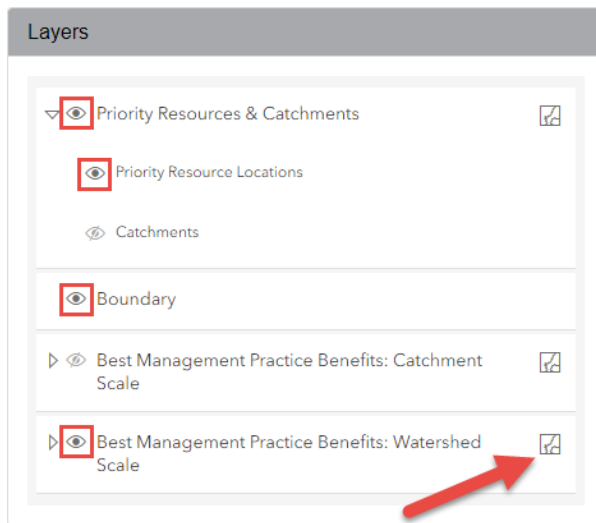 Layers
Priority Resources & Catchments
Priority Resource Locations
Catchments
Boundary
Best Management Practice Benefits: Catchment
Scale
Best Management Practice Benefits: Watershed
Scale